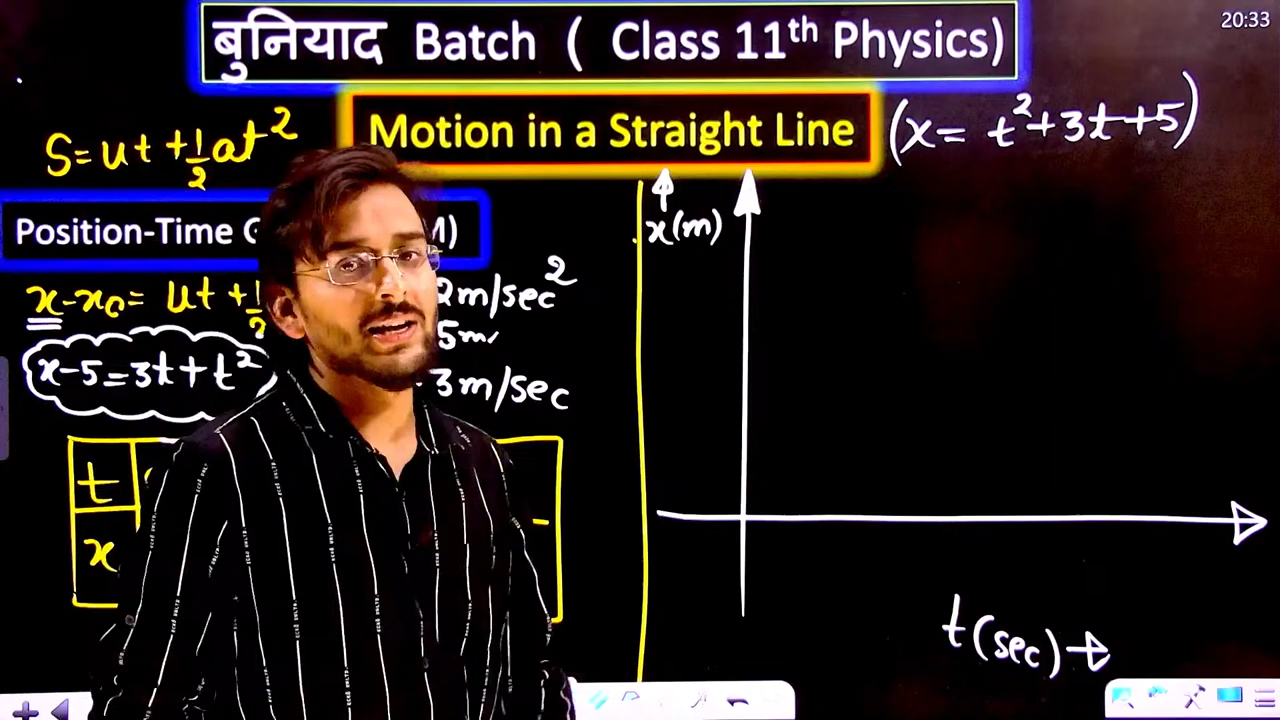 20:33
बुनियाद Batch ( Class 11th Physics)
S=ut+½at²
Motion in a Straight Line
(x= t²+3t+5)
Position-Time G M)
x(m)
x-x₀= ut+½ 2m/sec²
5m
x-5=3t+t²
3m/sec
t
x
t(sec)→